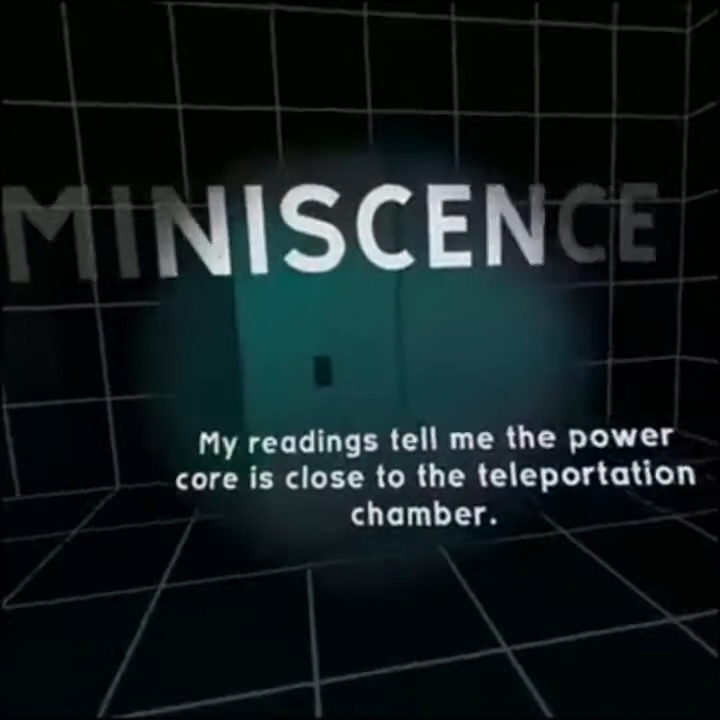 MINISCENCE
My readings tell me the power
core is close to the teleportation
chamber.